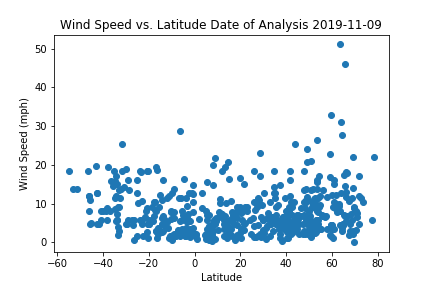 Wind Speed vs. Latitude Date of Analysis 2019-11-09
50
40
30
20
10
0
Wind Speed (mph)
−60 −40 −20 0 20 40 60 80
Latitude